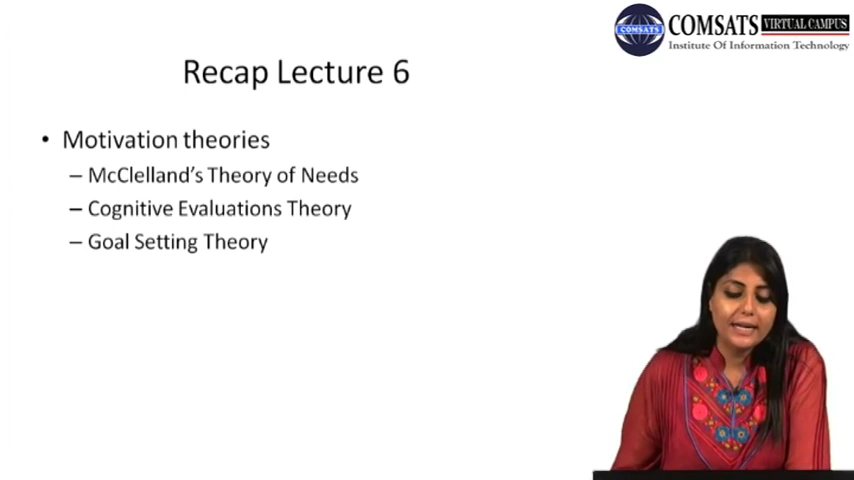 COMSATS VIRTUAL CAMPUS
COMSATS
Institute Of Information Technology
Recap Lecture 6
• Motivation theories
– McClelland's Theory of Needs
– Cognitive Evaluations Theory
– Goal Setting Theory